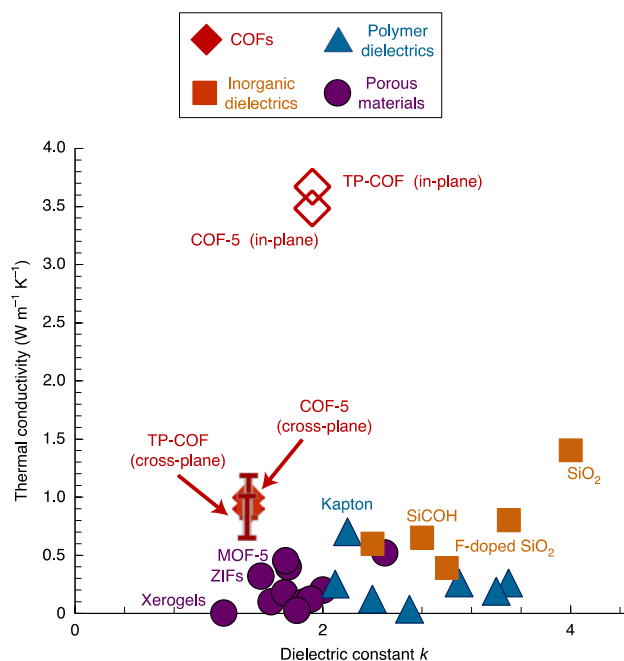 COFs
Polymer
dielectrics
Inorganic
dielectrics
Porous
materials
Thermal conductivity (W m⁻¹ K⁻¹)
4.0
3.5
3.0
2.5
2.0
1.5
1.0
0.5
0
TP-COF (in-plane)
COF-5 (in-plane)
COF-5
(cross-plane)
TP-COF
(cross-plane)
SiO₂
Kapton
SiCOH
F-doped SiO₂
MOF-5
ZIFs
Xerogels
0
2
4
Dielectric constant k